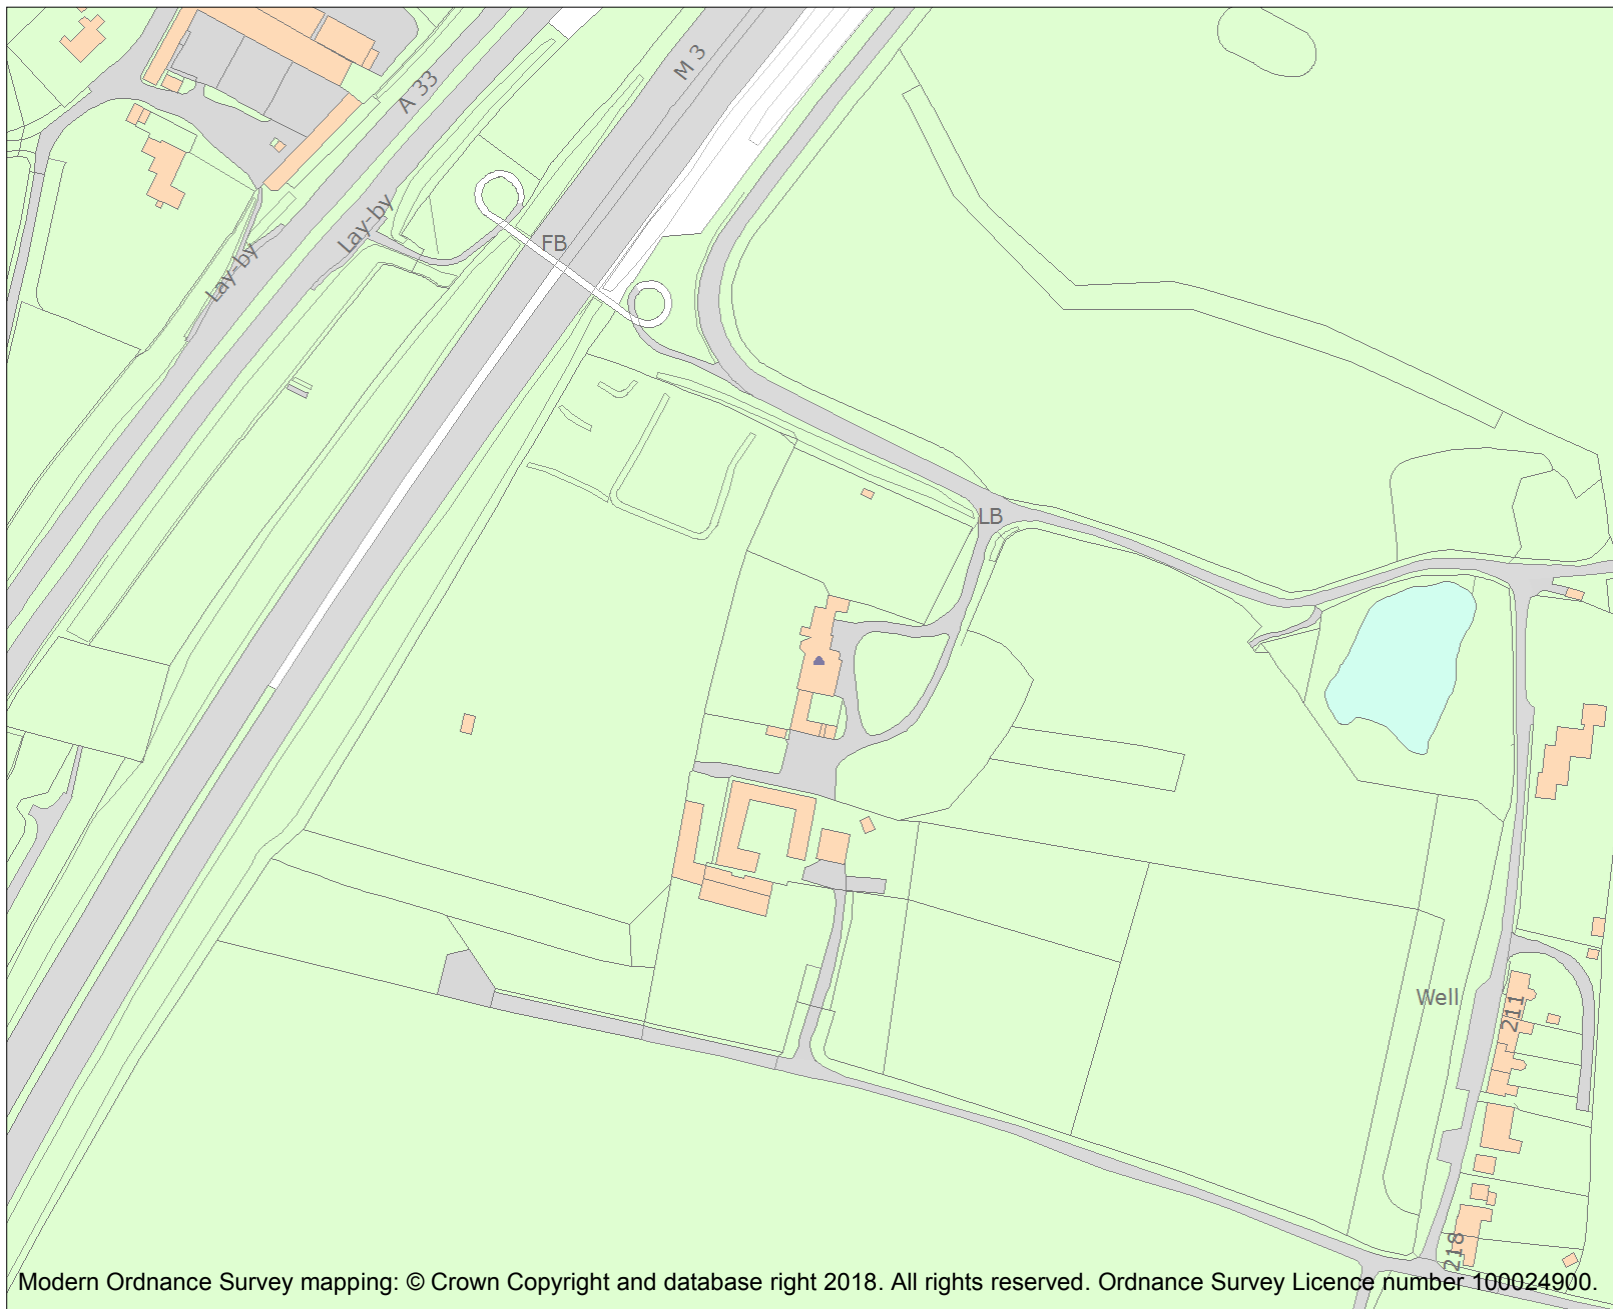 A 33
M 3
Lay-by
Lay-by
FB
LB
Well
211
218
Modern Ordnance Survey mapping: © Crown Copyright and database right 2018. All rights reserved. Ordnance Survey Licence number 100024900.